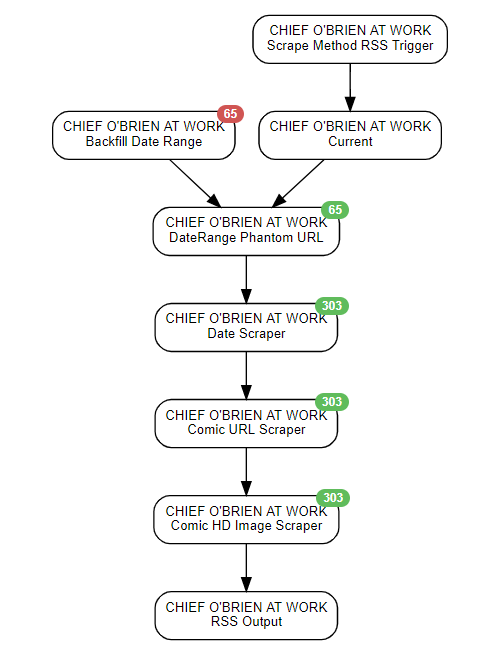 CHIEF O'BRIEN AT WORK
Scrape Method RSS Trigger
65
CHIEF O'BRIEN AT WORK
Backfill Date Range
CHIEF O'BRIEN AT WORK
Current
65
CHIEF O'BRIEN AT WORK
DateRange Phantom URL
303
CHIEF O'BRIEN AT WORK
Date Scraper
303
CHIEF O'BRIEN AT WORK
Comic URL Scraper
303
CHIEF O'BRIEN AT WORK
Comic HD Image Scraper
CHIEF O'BRIEN AT WORK
RSS Output